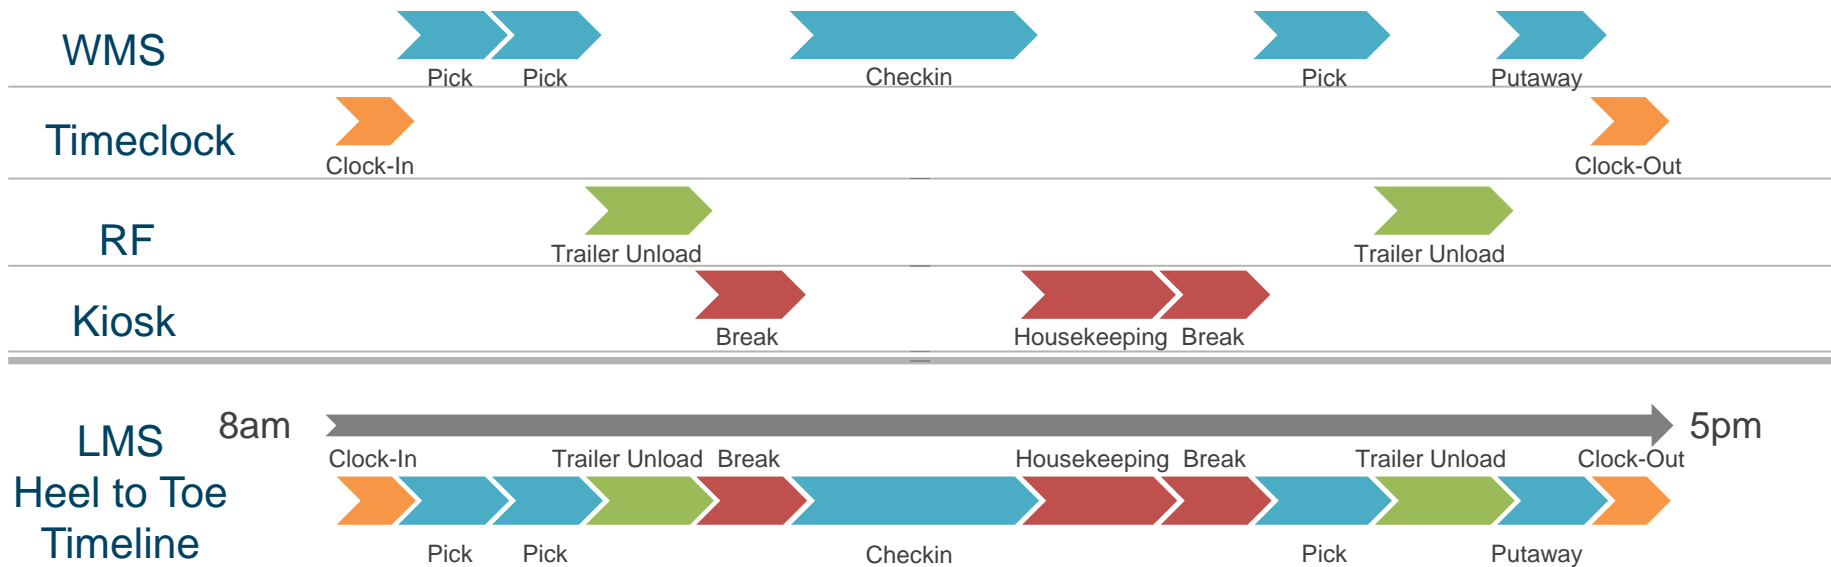 WMS
Pick Pick Checkin Pick Putaway
Timeclock
Clock-In Clock-Out
RF
Trailer Unload Trailer Unload
Kiosk
Break Housekeeping Break
LMS
Heel to Toe
Timeline
8am 5pm
Clock-In Trailer Unload Break Housekeeping Break Trailer Unload Clock-Out
Pick Pick Checkin Pick Putaway